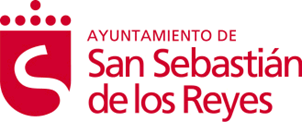 AYUNTAMIENTO DE
San Sebastián
de los Reyes